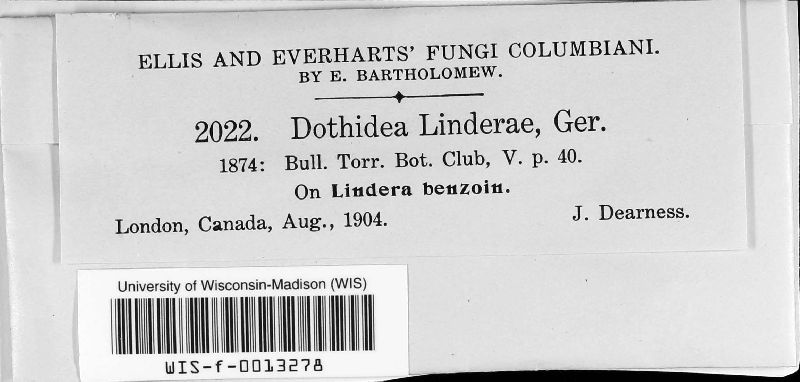 ELLIS AND EVERHARTS' FUNGI COLUMBIANI.
BY E. BARTHOLOMEW.
2022. Dothidea Linderae, Ger.
1874: Bull. Torr. Bot. Club, V. p. 40.
On Lindera benzoin.
London, Canada, Aug., 1904. J. Dearness.
University of Wisconsin-Madison (WIS)
WIS-f-0013278